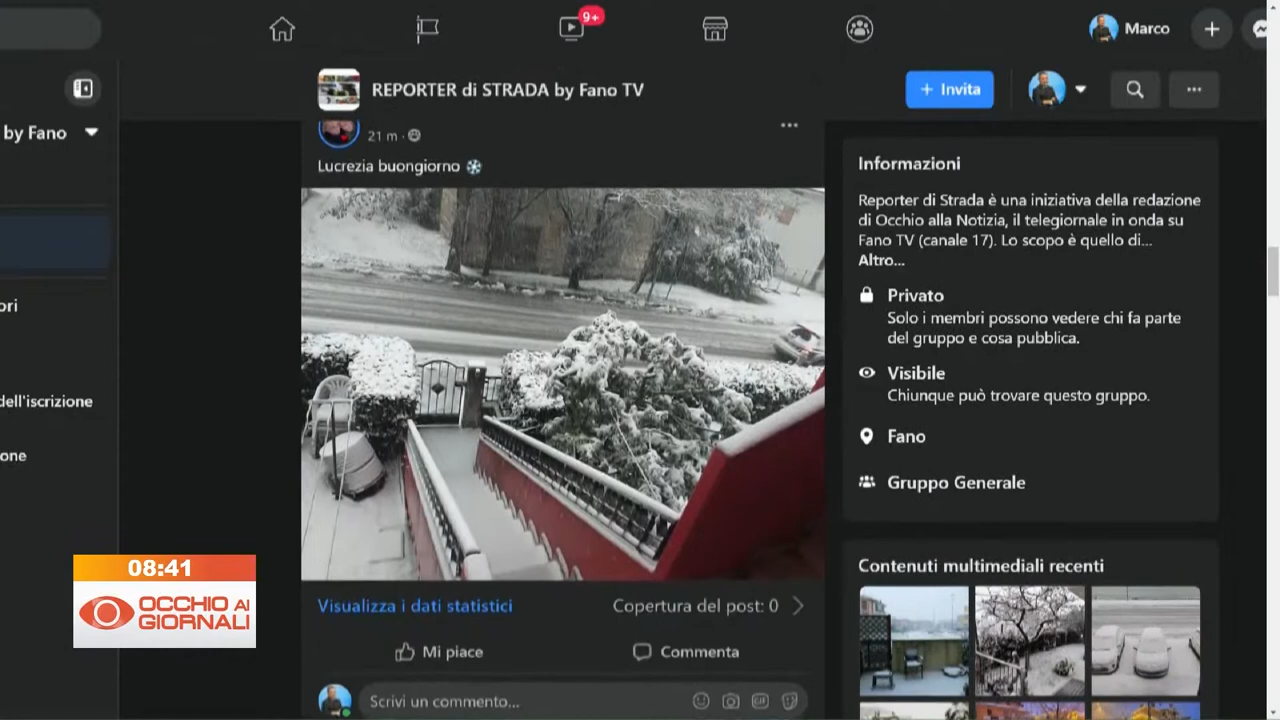 9+
Marco
REPORTER di STRADA by Fano TV
+ Invita
by Fano
21 m ·
Lucrezia buongiorno ❄
Informazioni
Reporter di Strada è una iniziativa della redazione
di Occhio alla Notizia, il telegiornale in onda su
Fano TV (canale 17). Lo scopo è quello di...
Altro...
Privato
Solo i membri possono vedere chi fa parte
del gruppo e cosa pubblica.
Visibile
Chiunque può trovare questo gruppo.
Fano
Gruppo Generale
ori
dell'iscrizione
one
08:41
OCCHIO AI
GIORNALI
Visualizza i dati statistici
Copertura del post: 0
Mi piace
Commenta
Scrivi un commento...
GIF
Contenuti multimediali recenti